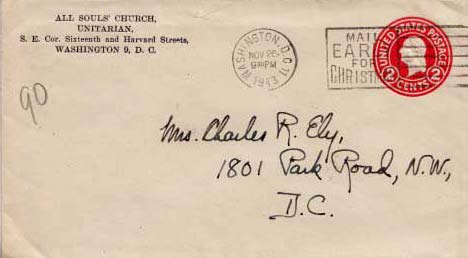 ALL SOULS' CHURCH,
UNITARIAN,
S. E. Cor. Sixteenth and Harvard Streets,
WASHINGTON 9, D. C.
WASHINGTON, D.C. 11
NOV 26
PM
1943
MAIL
EARLY
FOR
CHRISTMAS
UNITED STATES POSTAGE
2 CENTS 2
90
Mrs. Charles R. Ely,
1801 Park Road, N.W.,
D.C.